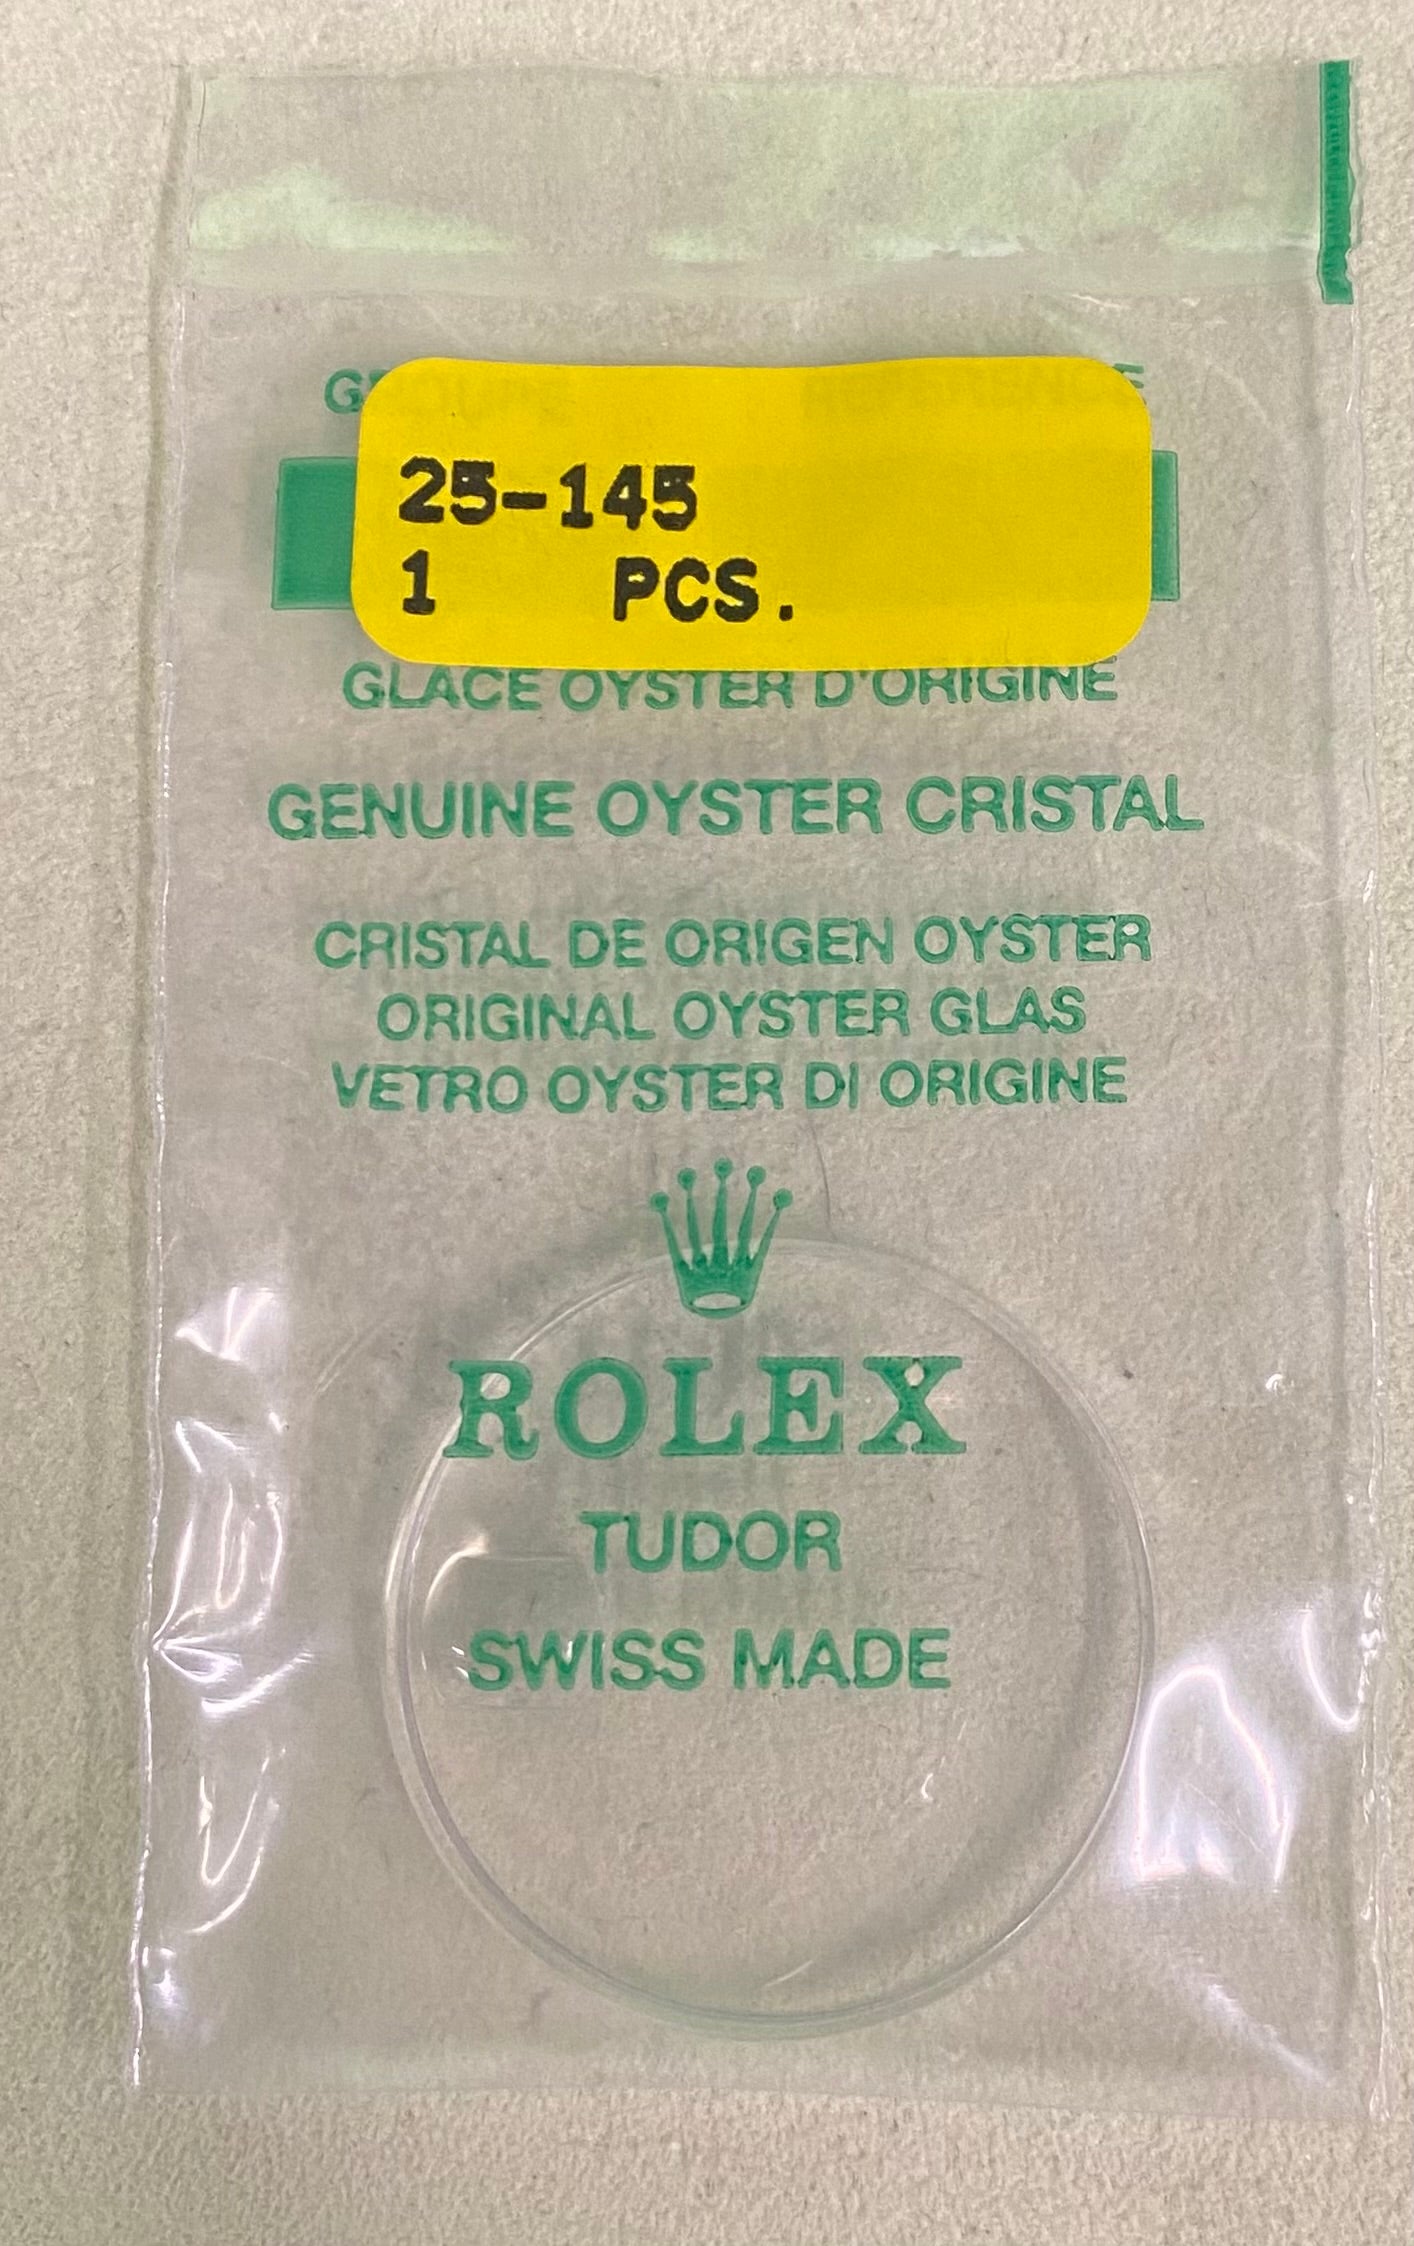 25-145
1 PCS.
GLACE OYSTER D'ORIGINE
GENUINE OYSTER CRISTAL
CRISTAL DE ORIGEN OYSTER
ORIGINAL OYSTER GLAS
VETRO OYSTER DI ORIGINE
ROLEX
TUDOR
SWISS MADE